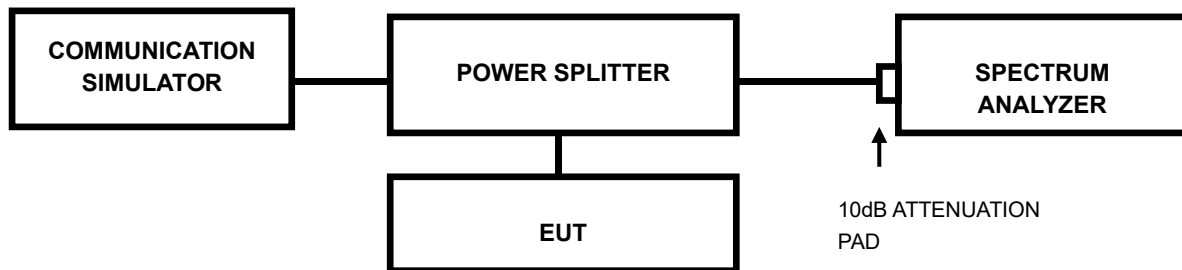 COMMUNICATION
SIMULATOR
POWER SPLITTER
SPECTRUM
ANALYZER
EUT
10dB ATTENUATION
PAD